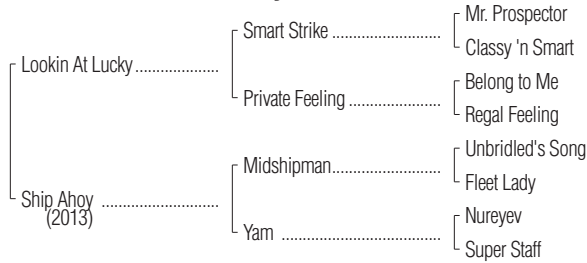 Mr. Prospector
Smart Strike ........................
Classy 'n Smart
Lookin At Lucky ...................
Belong to Me
Private Feeling .....................
Regal Feeling
Unbridled's Song
Midshipman........................
Fleet Lady
Ship Ahoy ..........................
(2013)
Nureyev
Yam ...................................
Super Staff